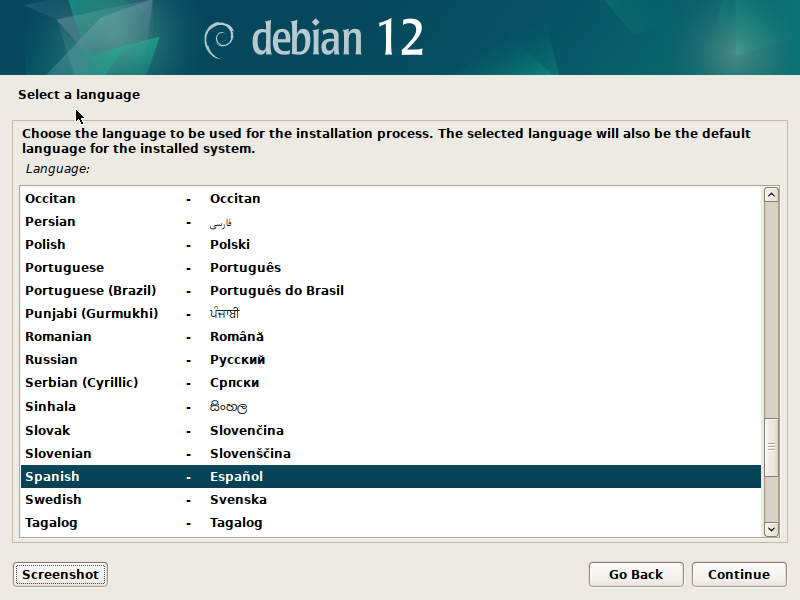 debian 12
Select a language
Choose the language to be used for the installation process. The selected language will also be the default
language for the installed system.
Language:
Occitan - Occitan
Persian - فارسی
Polish - Polski
Portuguese - Português
Portuguese (Brazil) - Português do Brasil
Punjabi (Gurmukhi) - ਪੰਜਾਬੀ
Romanian - Română
Russian - Русский
Serbian (Cyrillic) - Српски
Sinhala - සිංහල
Slovak - Slovenčina
Slovenian - Slovenščina
Spanish - Español
Swedish - Svenska
Tagalog - Tagalog
Screenshot Go Back Continue